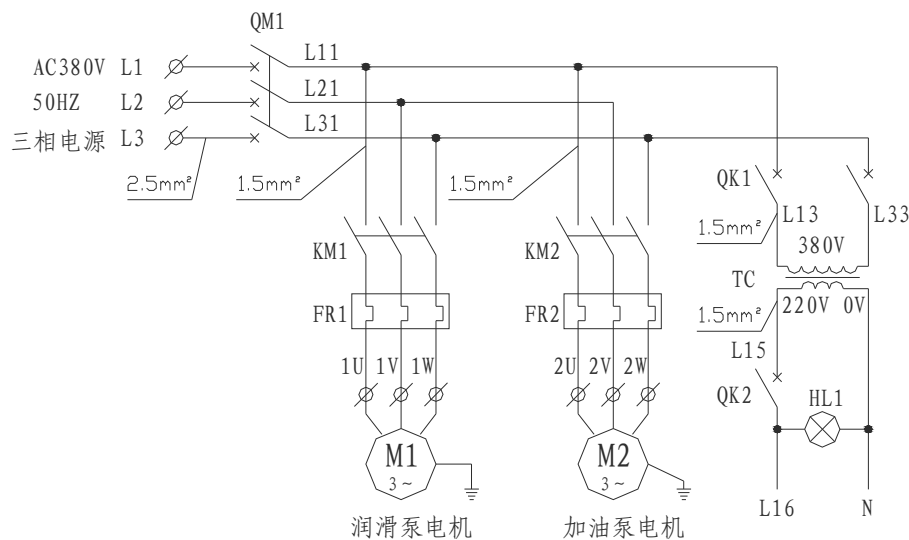 QM1
AC380V L1 L11
50HZ L2 L21
三相电源 L3 L31
2.5mm² 1.5mm² 1.5mm² QK1
1.5mm² L13 L33
KM1 KM2 380V
TC
FR1 FR2 1.5mm² 220V 0V
L15
1U 1V 1W 2U 2V 2W
QK2 HL1
M1 M2
3~ 3~
L16 N
润滑泵电机 加油泵电机